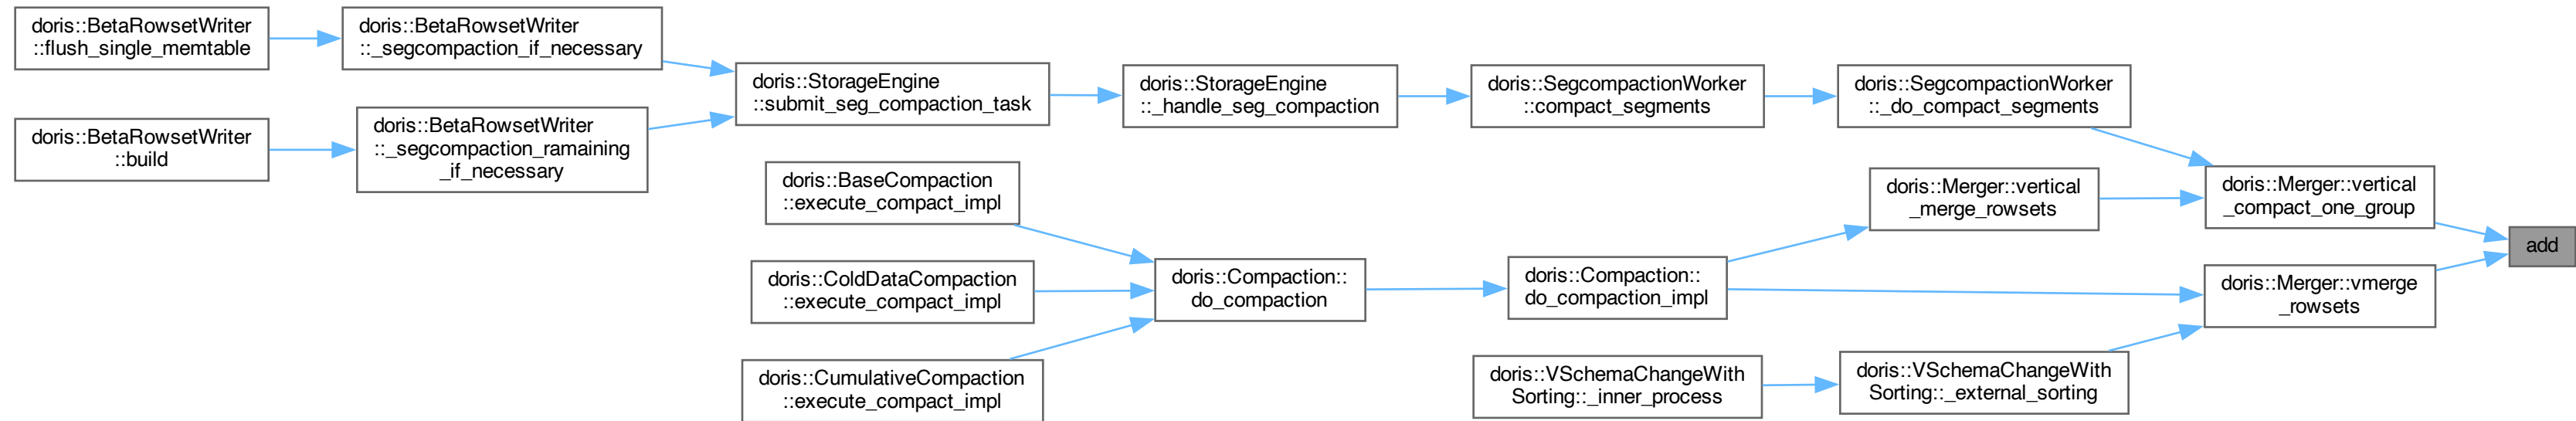 doris::BetaRowsetWriter
::flush_single_memtable
doris::BetaRowsetWriter
::_segcompaction_if_necessary
doris::StorageEngine
::submit_seg_compaction_task
doris::StorageEngine
::_handle_seg_compaction
doris::SegcompactionWorker
::compact_segments
doris::SegcompactionWorker
::_do_compact_segments
doris::BetaRowsetWriter
::build
doris::BetaRowsetWriter
::_segcompaction_ramaining
_if_necessary
doris::BaseCompaction
::execute_compact_impl
doris::Merger::vertical
_merge_rowsets
doris::Merger::vertical
_compact_one_group
add
doris::ColdDataCompaction
::execute_compact_impl
doris::Compaction::
do_compaction
doris::Compaction::
do_compaction_impl
doris::Merger::vmerge
_rowsets
doris::CumulativeCompaction
::execute_compact_impl
doris::VSchemaChangeWith
Sorting::_inner_process
doris::VSchemaChangeWith
Sorting::_external_sorting